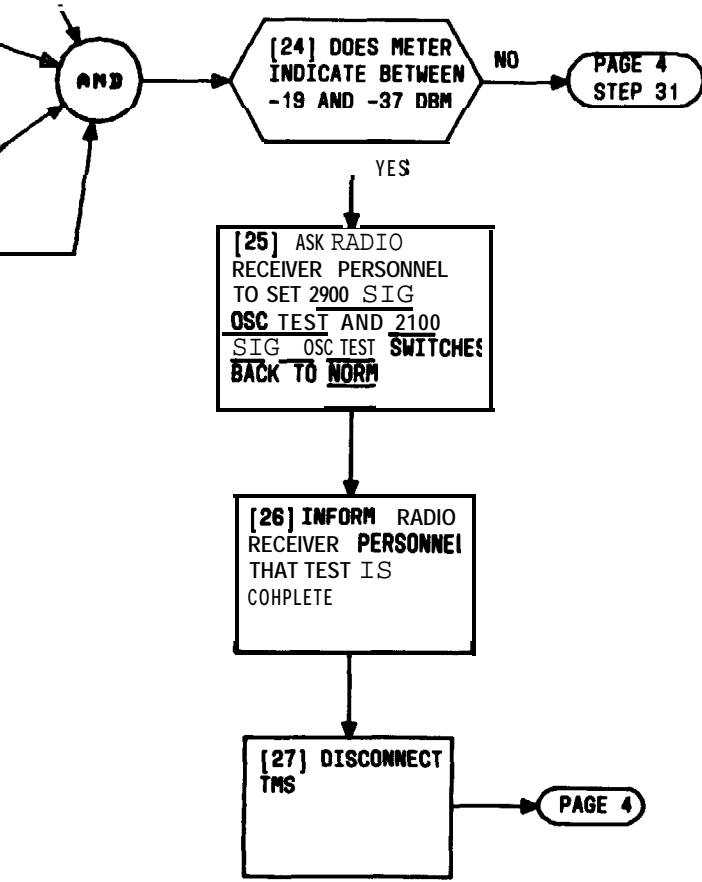 AND
[24] DOES METER
INDICATE BETWEEN
-19 AND -37 DBM
NO
PAGE 4
STEP 31
YES
[25] ASK RADIO
RECEIVER PERSONNEL
TO SET 2900 SIG
OSC TEST AND 2100
SIG OSC TEST SWITCHES
BACK TO NORM
[26] INFORM RADIO
RECEIVER PERSONNEL
THAT TEST IS
COHPLETE
[27] DISCONNECT
TMS
PAGE 4